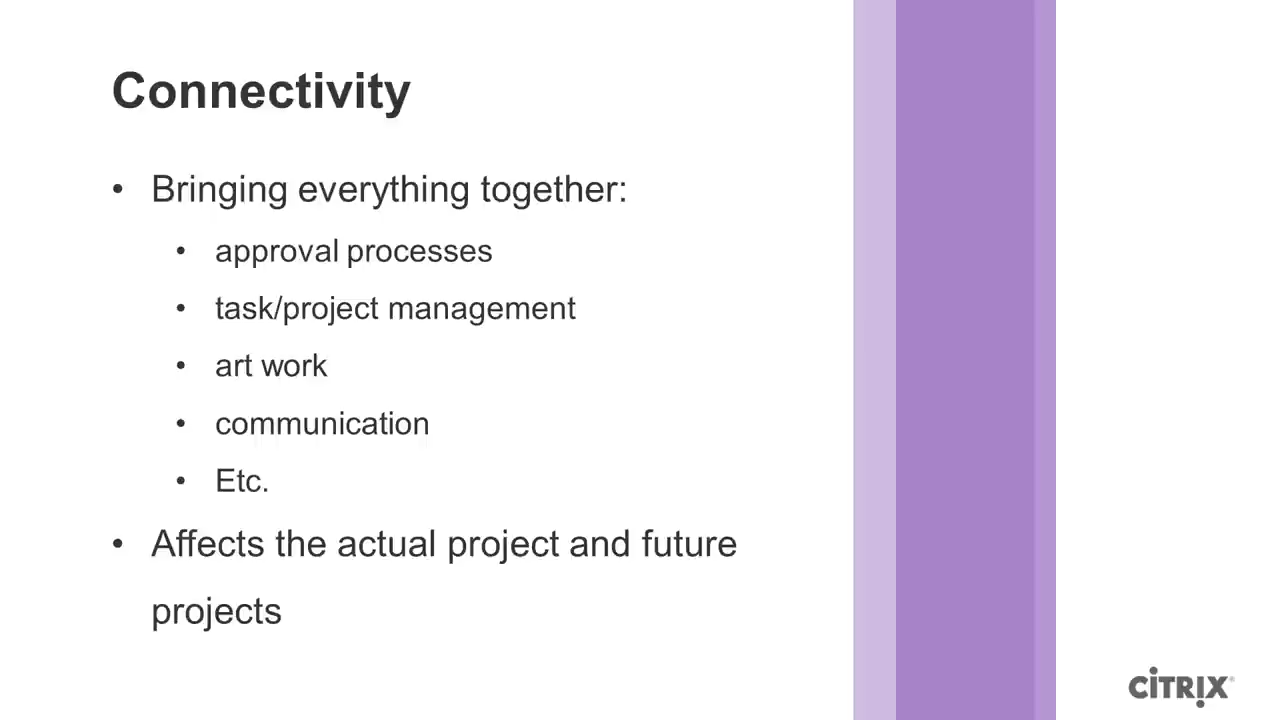 Connectivity
• Bringing everything together:
• approval processes
• task/project management
• art work
• communication
• Etc.
• Affects the actual project and future
projects
CITRIX®